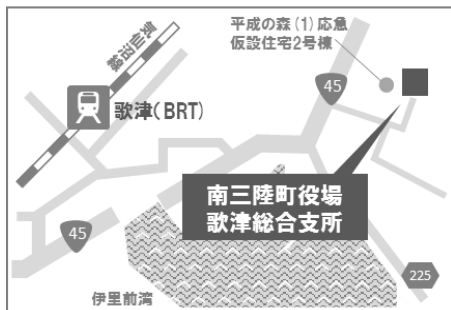 気仙沼線
平成の森(1)応急
仮設住宅2号棟
45
歌津(BRT)
南三陸町役場
歌津総合支所
45
225
伊里前湾